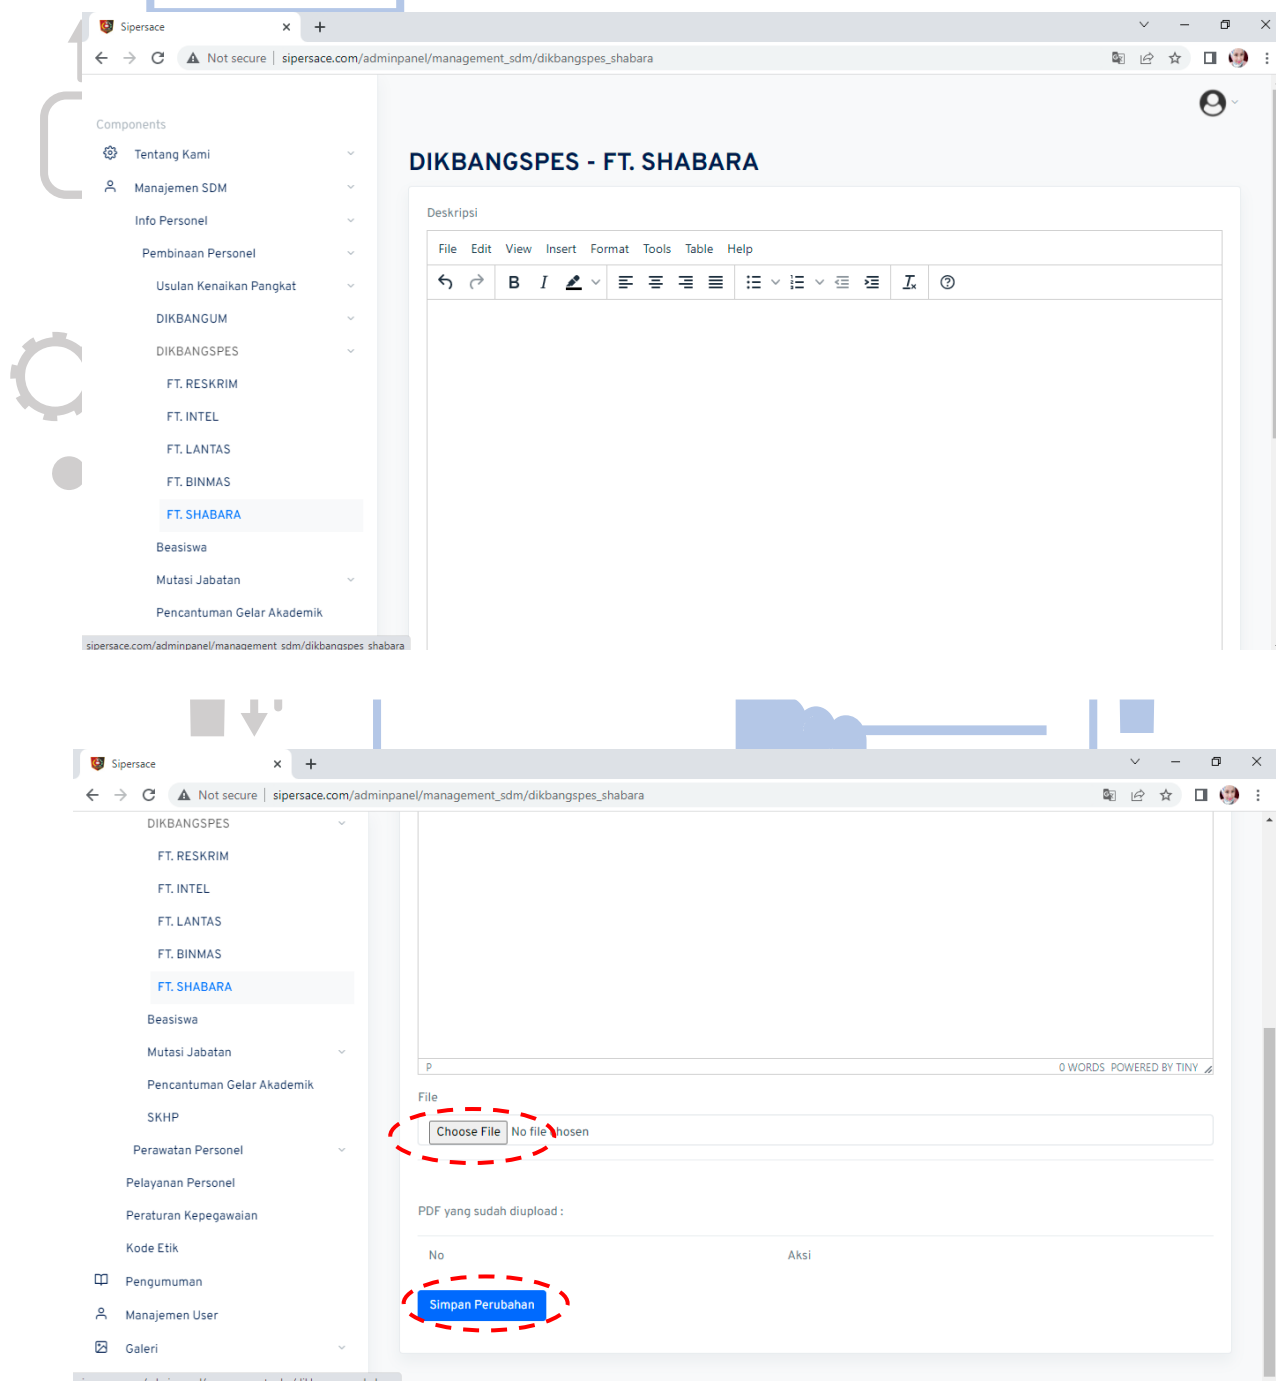 Sipersace
Not secure | sipersace.com/adminpanel/management_sdm/dikbangspes_shabara
Components
Tentang Kami
Manajemen SDM
Info Personel
Pembinaan Personel
Usulan Kenaikan Pangkat
DIKBANGUM
DIKBANGSPES
FT. RESKRIM
FT. INTEL
FT. LANTAS
FT. BINMAS
FT. SHABARA
Beasiswa
Mutasi Jabatan
Pencantuman Gelar Akademik
sipersace.com/adminpanel/management_sdm/dikbangspes_shabara
DIKBANGSPES - FT. SHABARA
Deskripsi
File Edit View Insert Format Tools Table Help
Sipersace
Not secure | sipersace.com/adminpanel/management_sdm/dikbangspes_shabara
DIKBANGSPES
FT. RESKRIM
FT. INTEL
FT. LANTAS
FT. BINMAS
FT. SHABARA
Beasiswa
Mutasi Jabatan
Pencantuman Gelar Akademik
SKHP
Perawatan Personel
Pelayanan Personel
Peraturan Kepegawaian
Kode Etik
Pengumuman
Manajemen User
Galeri
P 0 WORDS POWERED BY TINY
File
Choose File No file chosen
PDF yang sudah diupload :
No Aksi
Simpan Perubahan